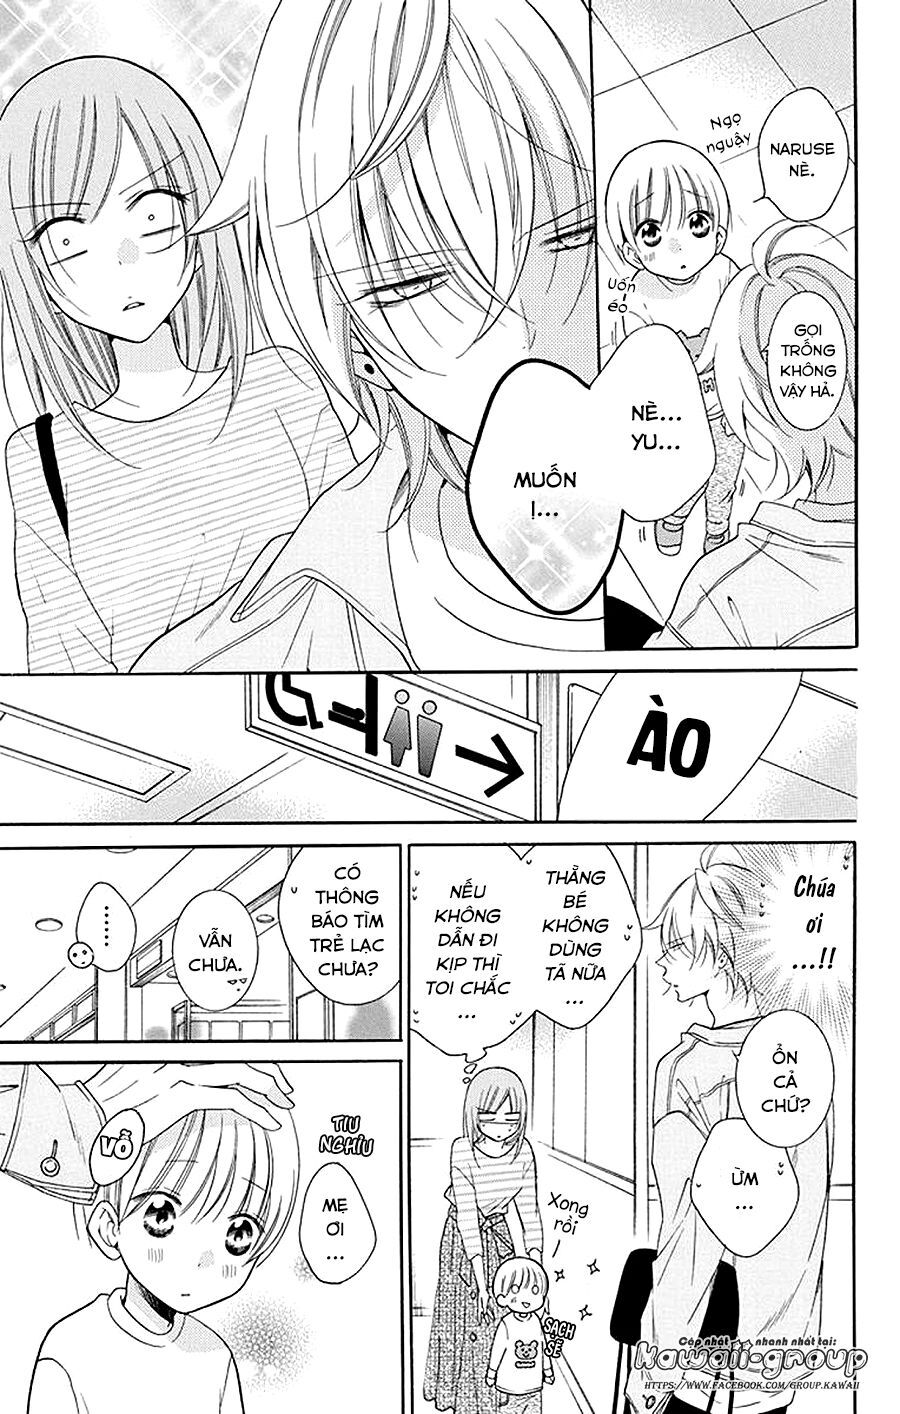 NARUSE
NÈ.
Ngọ
nguậy
Uốn
éo
GỌI
TRỐNG
KHÔNG
VẬY HẢ.
NÈ...
YU...
MUỐN
Ị...
ÀO
Chúa
ơi
...!!
ỔN
CẢ
CHỨ?
ỪM
...
THẰNG
BÉ
KHÔNG
DÙNG
TÃ NỮA
...
NẾU
KHÔNG
DẪN ĐI
KỊP THÌ
TOI CHẮC
...
Xong
rồi
SẠCH
SẼ
CÓ
THÔNG
BÁO TÌM
TRẺ LẠC
CHƯA?
VẪN
CHƯA.
......
TIU
NGHỈU
MẸ
ƠI
...
VỖ
Cập nhật nhanh nhất tại:
kawaii-group
HTTPS://WWW.FACEBOOK.COM/GROUP.KAWAII